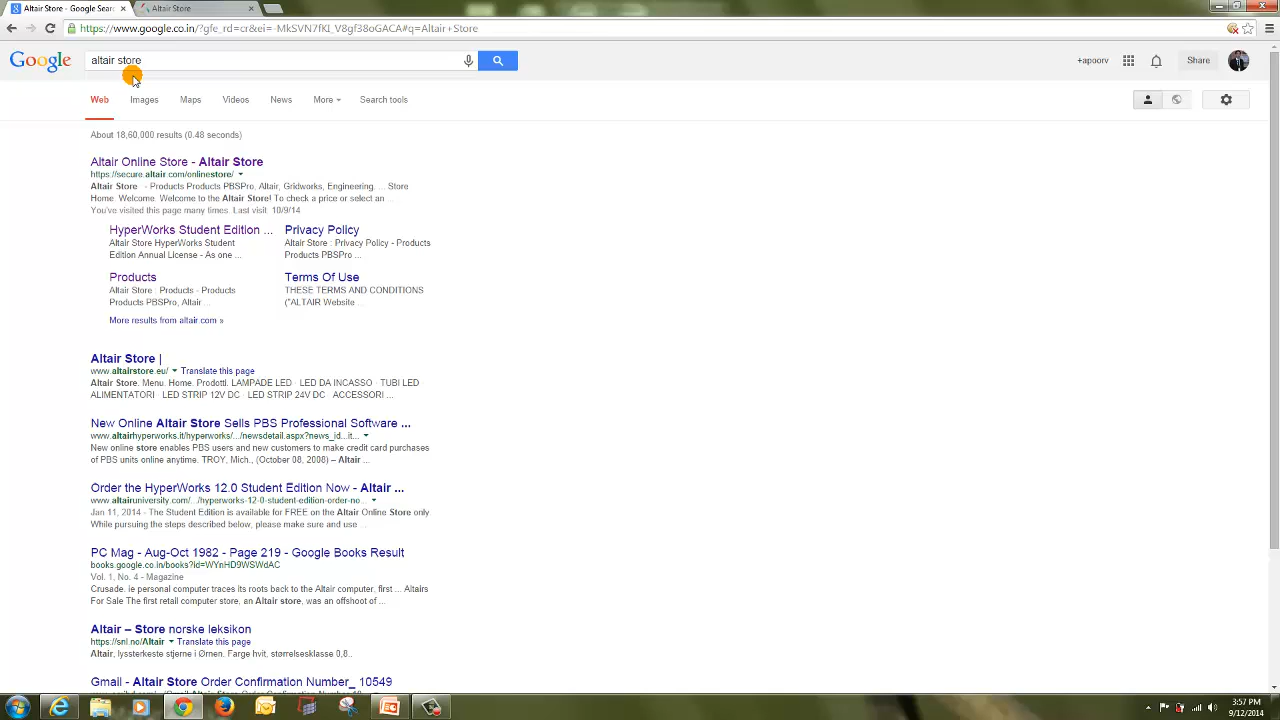 Altair Store - Google Sear
Altair Store
https://www.google.co.in/?gfe_rd=cr&ei=-MkSVN7fKI_V8gf38oGACA#q=Altair+Store
Google
altair store
+apoorv
Share
Web
Images
Maps
Videos
News
More
Search tools
About 18,60,000 results (0.48 seconds)
Altair Online Store - Altair Store
https://secure.altair.com/onlinestore/
Altair Store - Products Products PBSPro, Altair, Gridworks, Engineering. ... Store
Home. Welcome. Welcome to the Altair Store! To check a price or select an ...
You've visited this page many times. Last visit: 10/9/14
HyperWorks Student Edition ...
Altair Store HyperWorks Student
Edition Annual License - As one ...
Privacy Policy
Altair Store : Privacy Policy - Products
Products PBSPro ...
Products
Altair Store : Products - Products
Products PBSPro, Altair ...
Terms Of Use
THESE TERMS AND CONDITIONS
("ALTAIR Website ...
More results from altair.com »
Altair Store |
www.altairstore.eu/
Translate this page
Altair Store. Menu. Home. Prodotti. LAMPADE LED · LED DA INCASSO · TUBI LED
ALIMENTATORI · LED STRIP 12V DC · LED STRIP 24V DC · ACCESSORI ...
New Online Altair Store Sells PBS Professional Software ...
www.altairhyperworks.it/hyperworks/.../newsdetail.aspx?news_id...it...
New online store enables PBS users and new customers to make credit card purchases
of PBS units online anytime. TROY, Mich., (October 08, 2008) – Altair ...
Order the HyperWorks 12.0 Student Edition Now - Altair ...
www.altairuniversity.com/.../hyperworks-12-0-student-edition-order-no...
Jan 11, 2014 - The Student Edition is available for FREE on the Altair Online Store only
While pursuing the steps described below, please make sure and use ...
PC Mag - Aug-Oct 1982 - Page 219 - Google Books Result
books.google.co.in/books?id=WYnHD9WSWdAC
Vol. 1, No. 4 - Magazine
Crusade. ie personal computer traces its roots back to the Altair computer, first ... Altairs
For Sale The first retail computer store, an Altair store, was an offshoot of ...
Altair – Store norske leksikon
https://snl.no/Altair
Translate this page
Altair, lyssterkeste stjerne i Ørnen. Farge hvit, størrelsesklasse 0,8..
Gmail - Altair Store Order Confirmation Number_ 10549
3:57 PM
9/12/2014